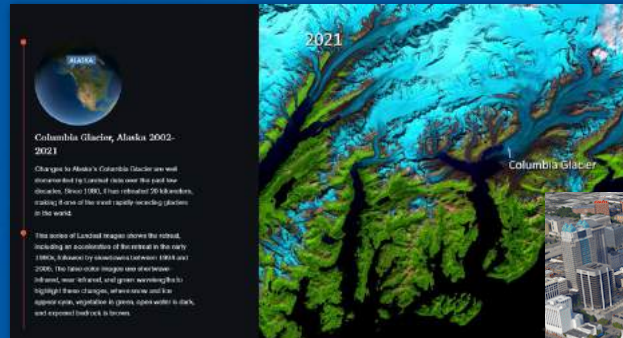 ALASKA
Columbia Glacier, Alaska 2002-
2021
Changes to Alaska's Columbia Glacier are well
documented by Landsat data over the past few
decades. Since 1980, it has retreated 20 kilometers,
making it one of the most rapidly receding glaciers
in the world.
This series of Landsat images shows the retreat,
including an acceleration of the retreat in the early
1990s, followed by slowdowns between 1994 and
2006. The false-color images use shortwave-
infrared, near-infrared, and green wavelengths to
highlight these changes, where snow and ice
appear cyan, vegetation is green, open water is dark,
and exposed bedrock is brown.
2021
Columbia Glacier